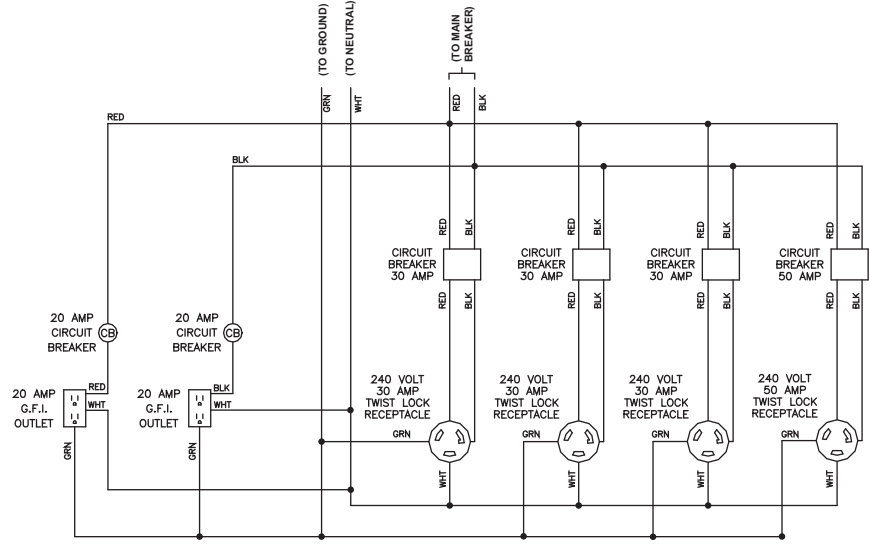 (TO GROUND)
(TO NEUTRAL)
(TO MAIN
BREAKER)
GRN
WHT
RED
BLK
RED
BLK
RED
BLK
RED
BLK
RED
BLK
RED
BLK
CIRCUIT
BREAKER
30 AMP
CIRCUIT
BREAKER
30 AMP
CIRCUIT
BREAKER
30 AMP
CIRCUIT
BREAKER
50 AMP
RED
BLK
RED
BLK
RED
BLK
RED
BLK
20 AMP
CIRCUIT
BREAKER
CB
20 AMP
CIRCUIT
BREAKER
CB
20 AMP
G.F.I.
OUTLET
RED
WHT
GRN
20 AMP
G.F.I.
OUTLET
BLK
WHT
GRN
240 VOLT
30 AMP
TWIST LOCK
RECEPTACLE
GRN
WHT
240 VOLT
30 AMP
TWIST LOCK
RECEPTACLE
GRN
WHT
240 VOLT
30 AMP
TWIST LOCK
RECEPTACLE
GRN
WHT
240 VOLT
50 AMP
TWIST LOCK
RECEPTACLE
GRN
WHT